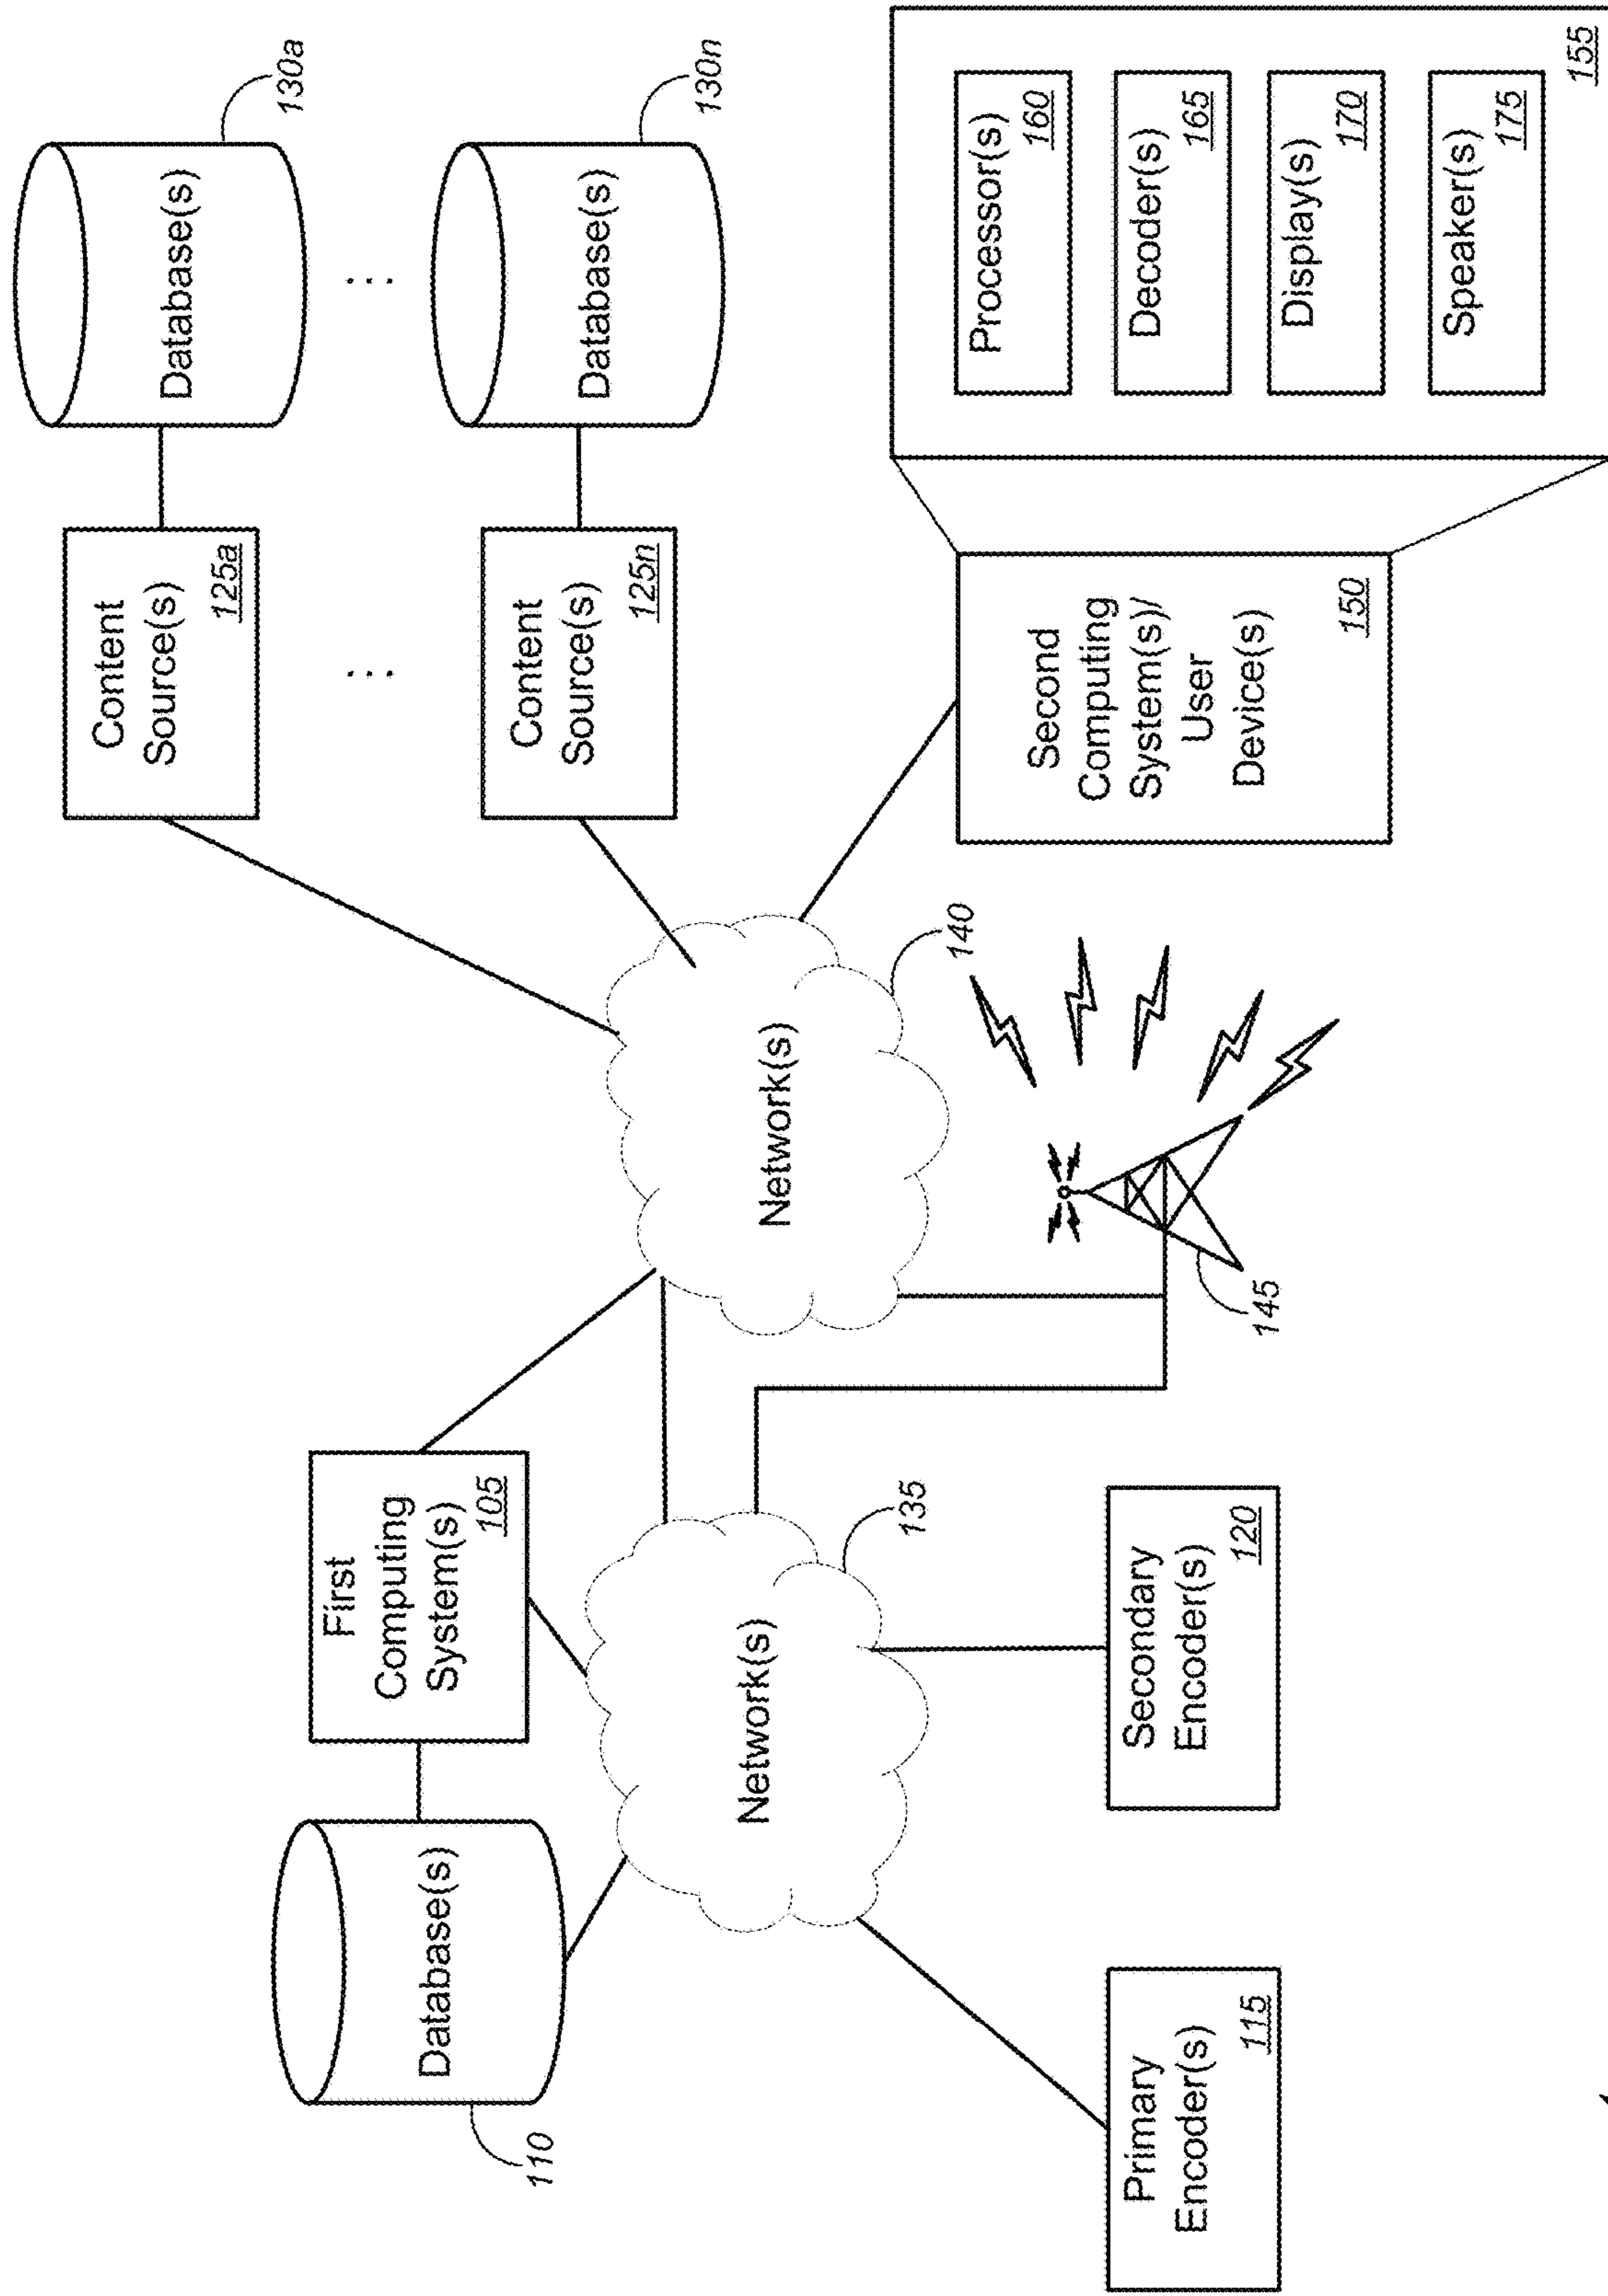 Database(s)
110
First
Computing
System(s)
105
Content
Source(s)
125a
Database(s)
130a
...
...
Content
Source(s)
125n
Database(s)
130n
Network(s)
135
Network(s)
140
Primary
Encoder(s)
115
Secondary
Encoder(s)
120
145
Second
Computing
System(s)/
User
Device(s)
150
Processor(s)
160
Decoder(s)
165
Display(s)
170
Speaker(s)
175
155